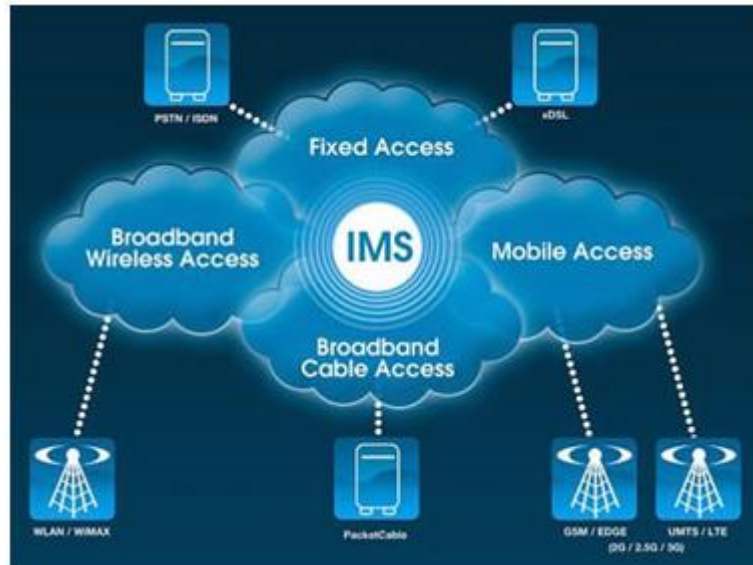 PSTN / ISDN
xDSL
Fixed Access
Broadband
Wireless Access
IMS
Mobile Access
Broadband
Cable Access
WLAN / WiMAX
PacketCable
GSM / EDGE
UMTS / LTE
(2G / 2.5G / 3G)